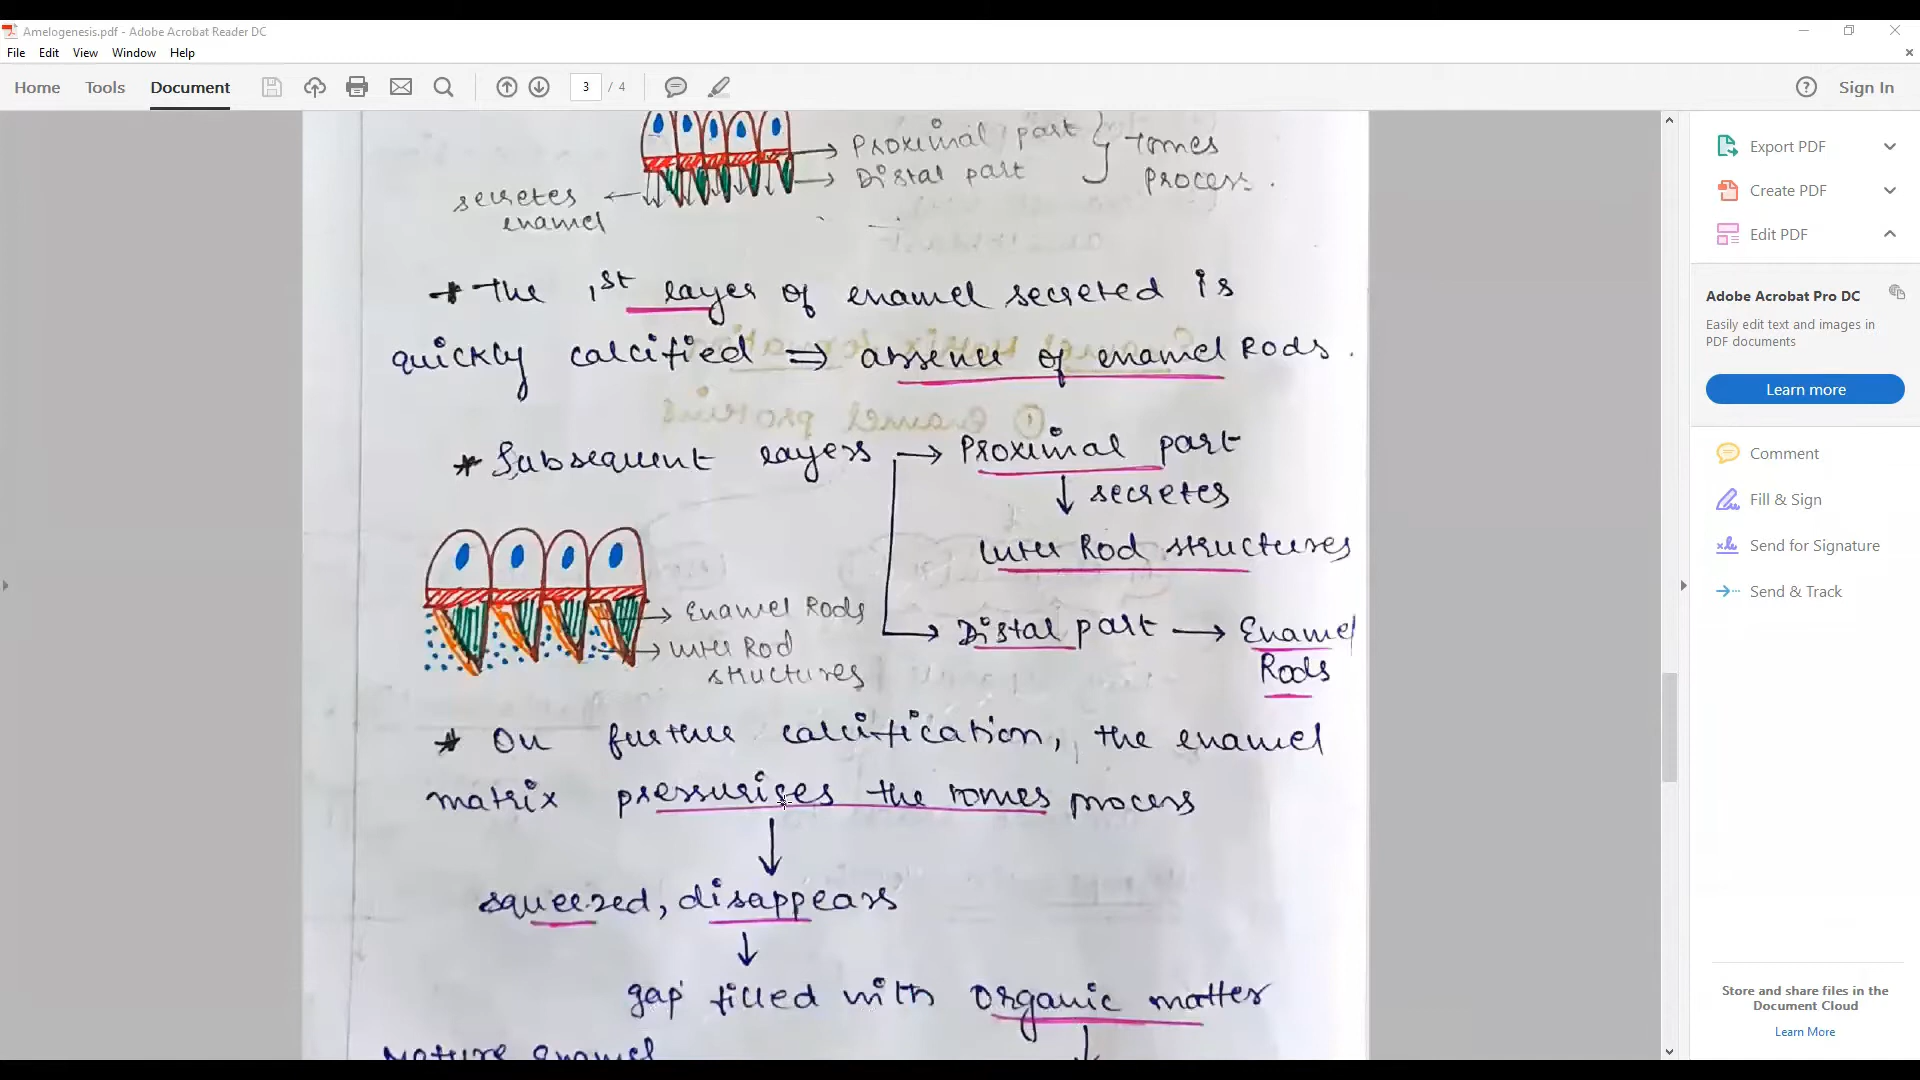 Amelogenesis.pdf - Adobe Acrobat Reader DC
File Edit View Window Help
Home Tools Document 3 / 4 Sign In
Proximal part } Tomes
Distal part process.
secretes
enamel
* The 1st layer of enamel secreted is
quickly calcified ⇒ absence of enamel Rods.
* Subsequent layers → Proximal part
↓ secretes
Inter Rod structures
→ Enamel Rods
→ Inter Rod
structures
→ Distal part → Enamel
Rods
* On further calcification, the enamel
matrix pressurises the tomes process
↓
squeezed, disappears
↓
gap filled with organic matter
↓
Mature enamel
Export PDF
Create PDF
Edit PDF
Adobe Acrobat Pro DC
Easily edit text and images in
PDF documents
Learn more
Comment
Fill & Sign
Send for Signature
Send & Track
Store and share files in the
Document Cloud
Learn More